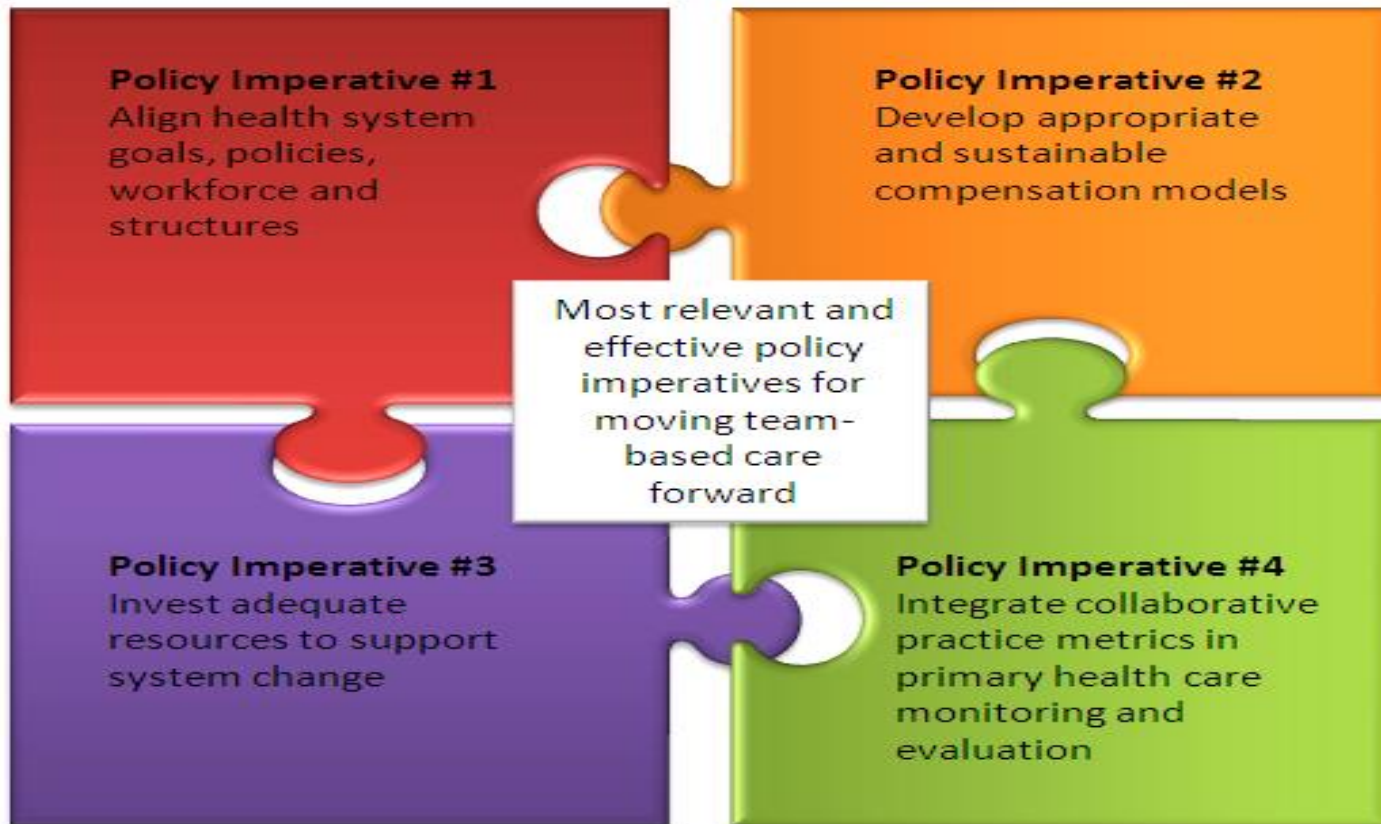 Policy Imperative #1
Align health system
goals, policies,
workforce and
structures
Policy Imperative #2
Develop appropriate
and sustainable
compensation models
Most relevant and
effective policy
imperatives for
moving team-
based care
forward
Policy Imperative #3
Invest adequate
resources to support
system change
Policy Imperative #4
Integrate collaborative
practice metrics in
primary health care
monitoring and
evaluation